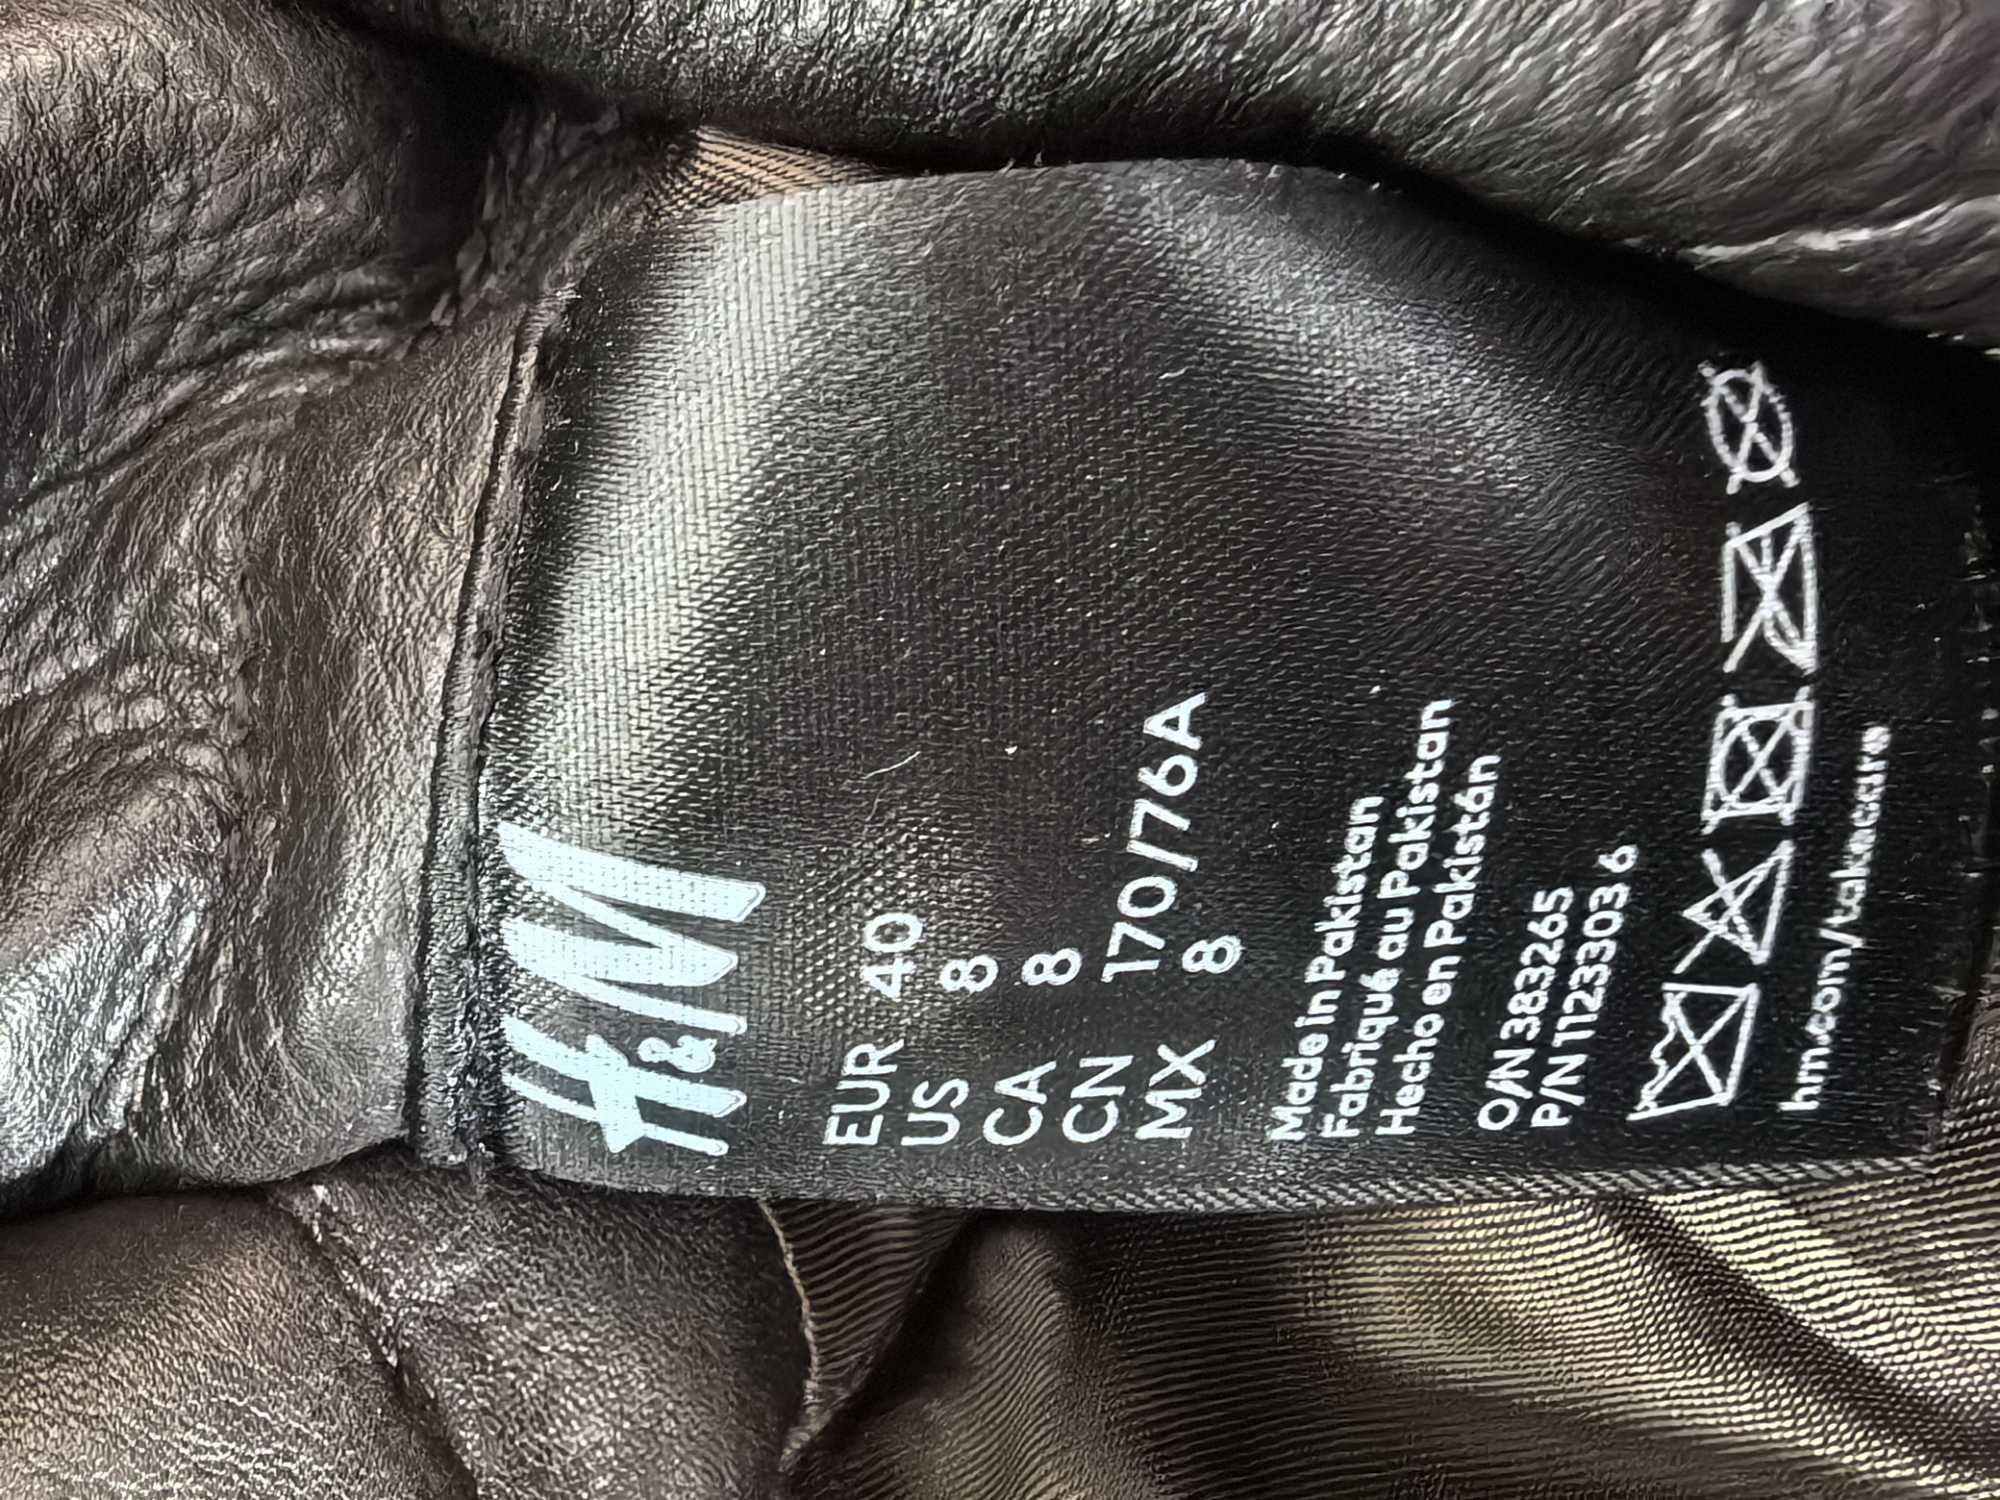 H&M
EUR 40
US 8
CA 8
CN 170/76A
MX 8
Made in Pakistan
Fabriqué au Pakistan
Hecho en Pakistán
O/N 383265
P/N 1123303 6
hm.com/takecare